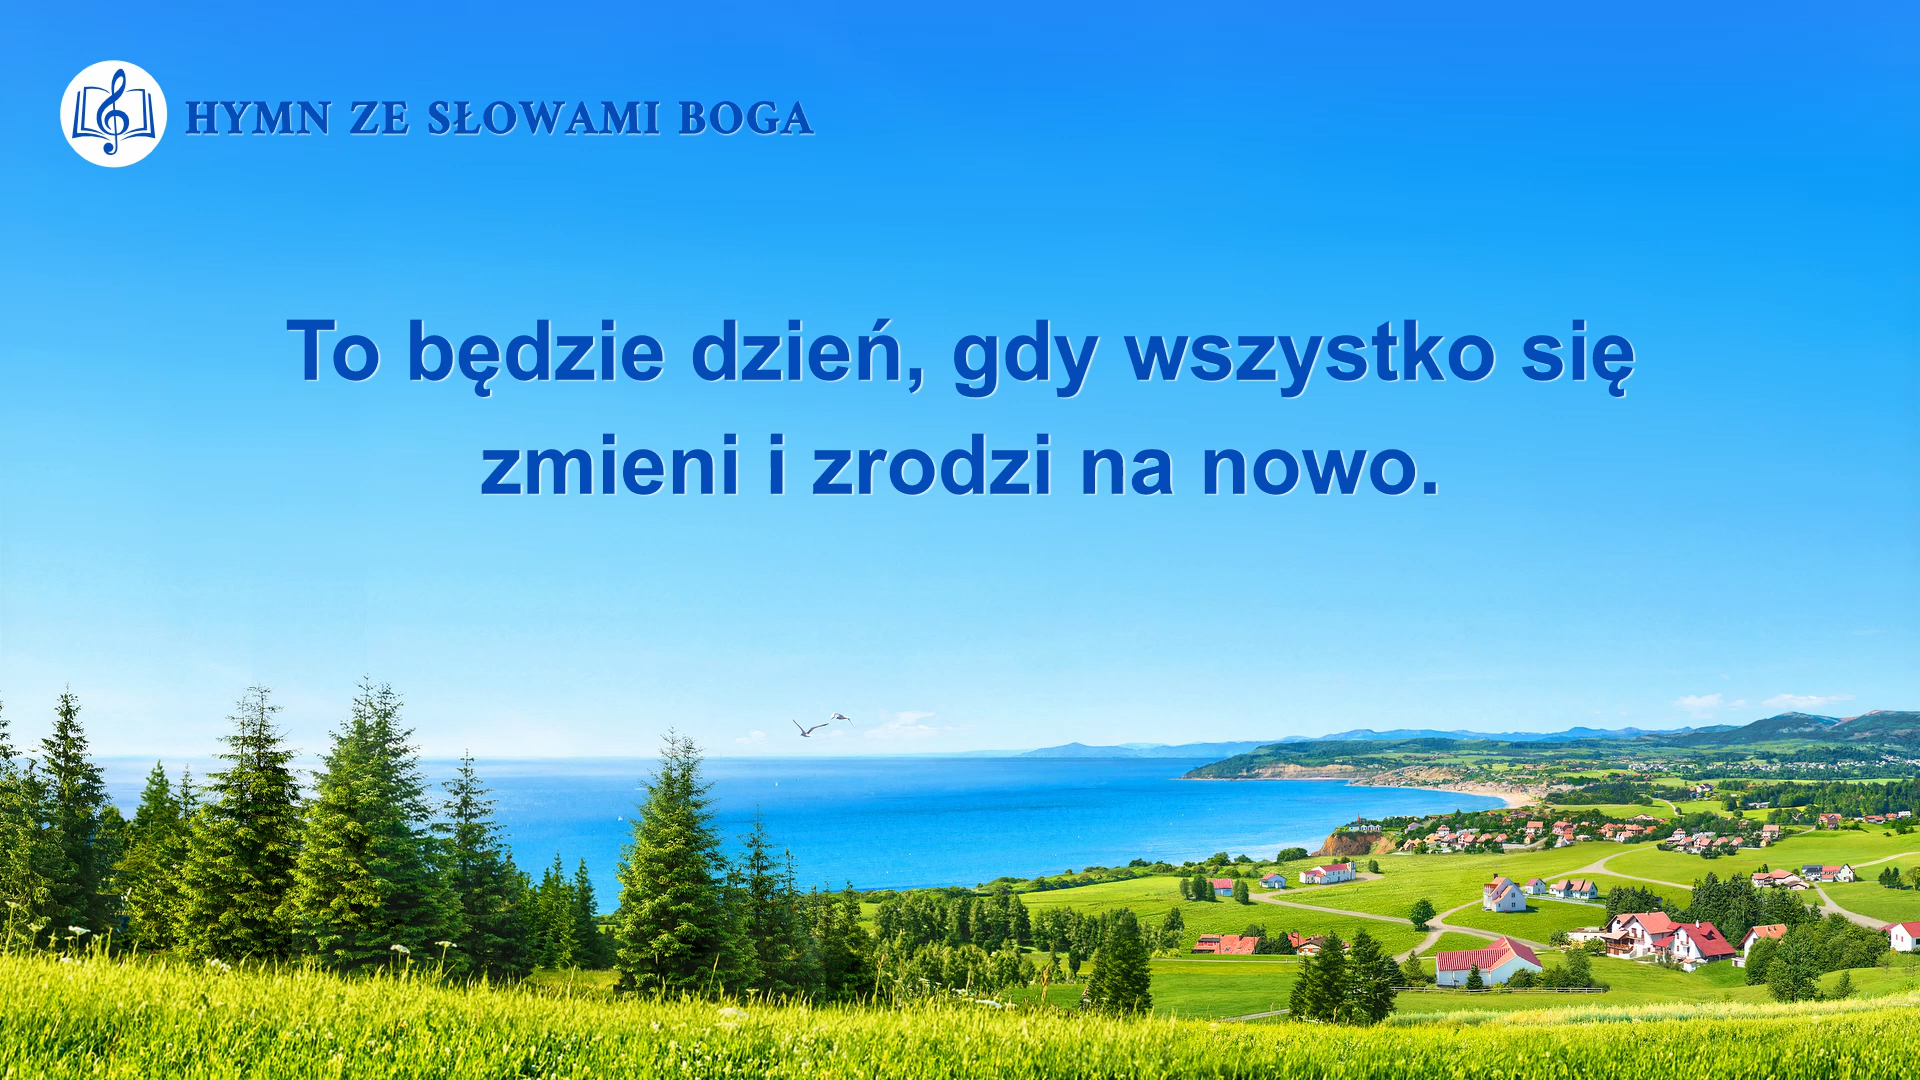 HYMN ZE SŁOWAMI BOGA
To będzie dzień, gdy wszystko się
zmieni i zrodzi na nowo.